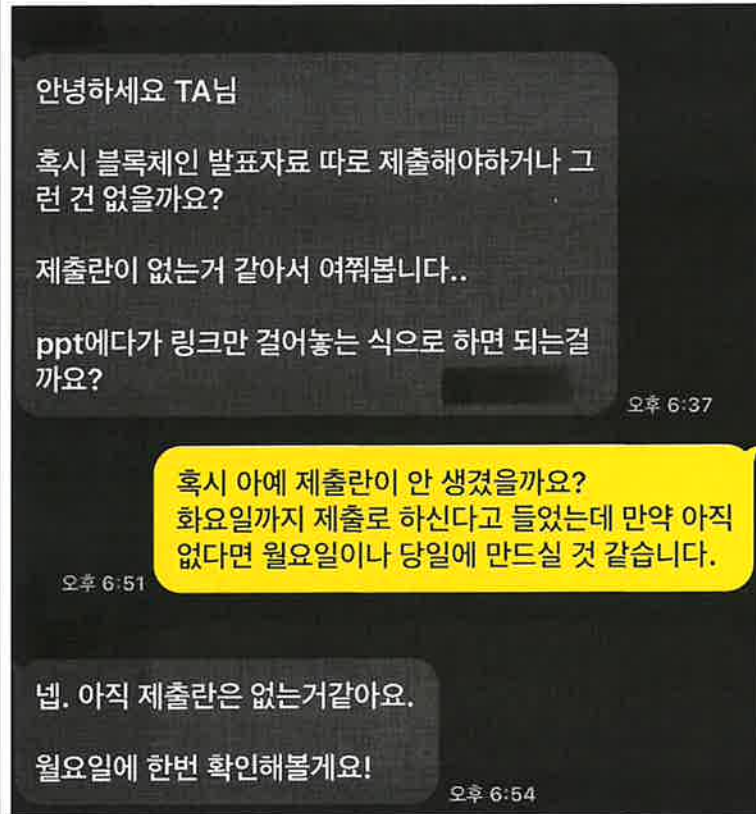 안녕하세요 TA님
혹시 블록체인 발표자료 따로 제출해야하거나 그
런 건 없을까요?
제출란이 없는거 같아서 여쭤봅니다..
ppt에다가 링크만 걸어놓는 식으로 하면 되는걸
까요?
오후 6:37
혹시 아예 제출란이 안 생겼을까요?
화요일까지 제출로 하신다고 들었는데 만약 아직
없다면 월요일이나 당일에 만드실 것 같습니다.
오후 6:51
넵. 아직 제출란은 없는거같아요.
월요일에 한번 확인해볼게요!
오후 6:54